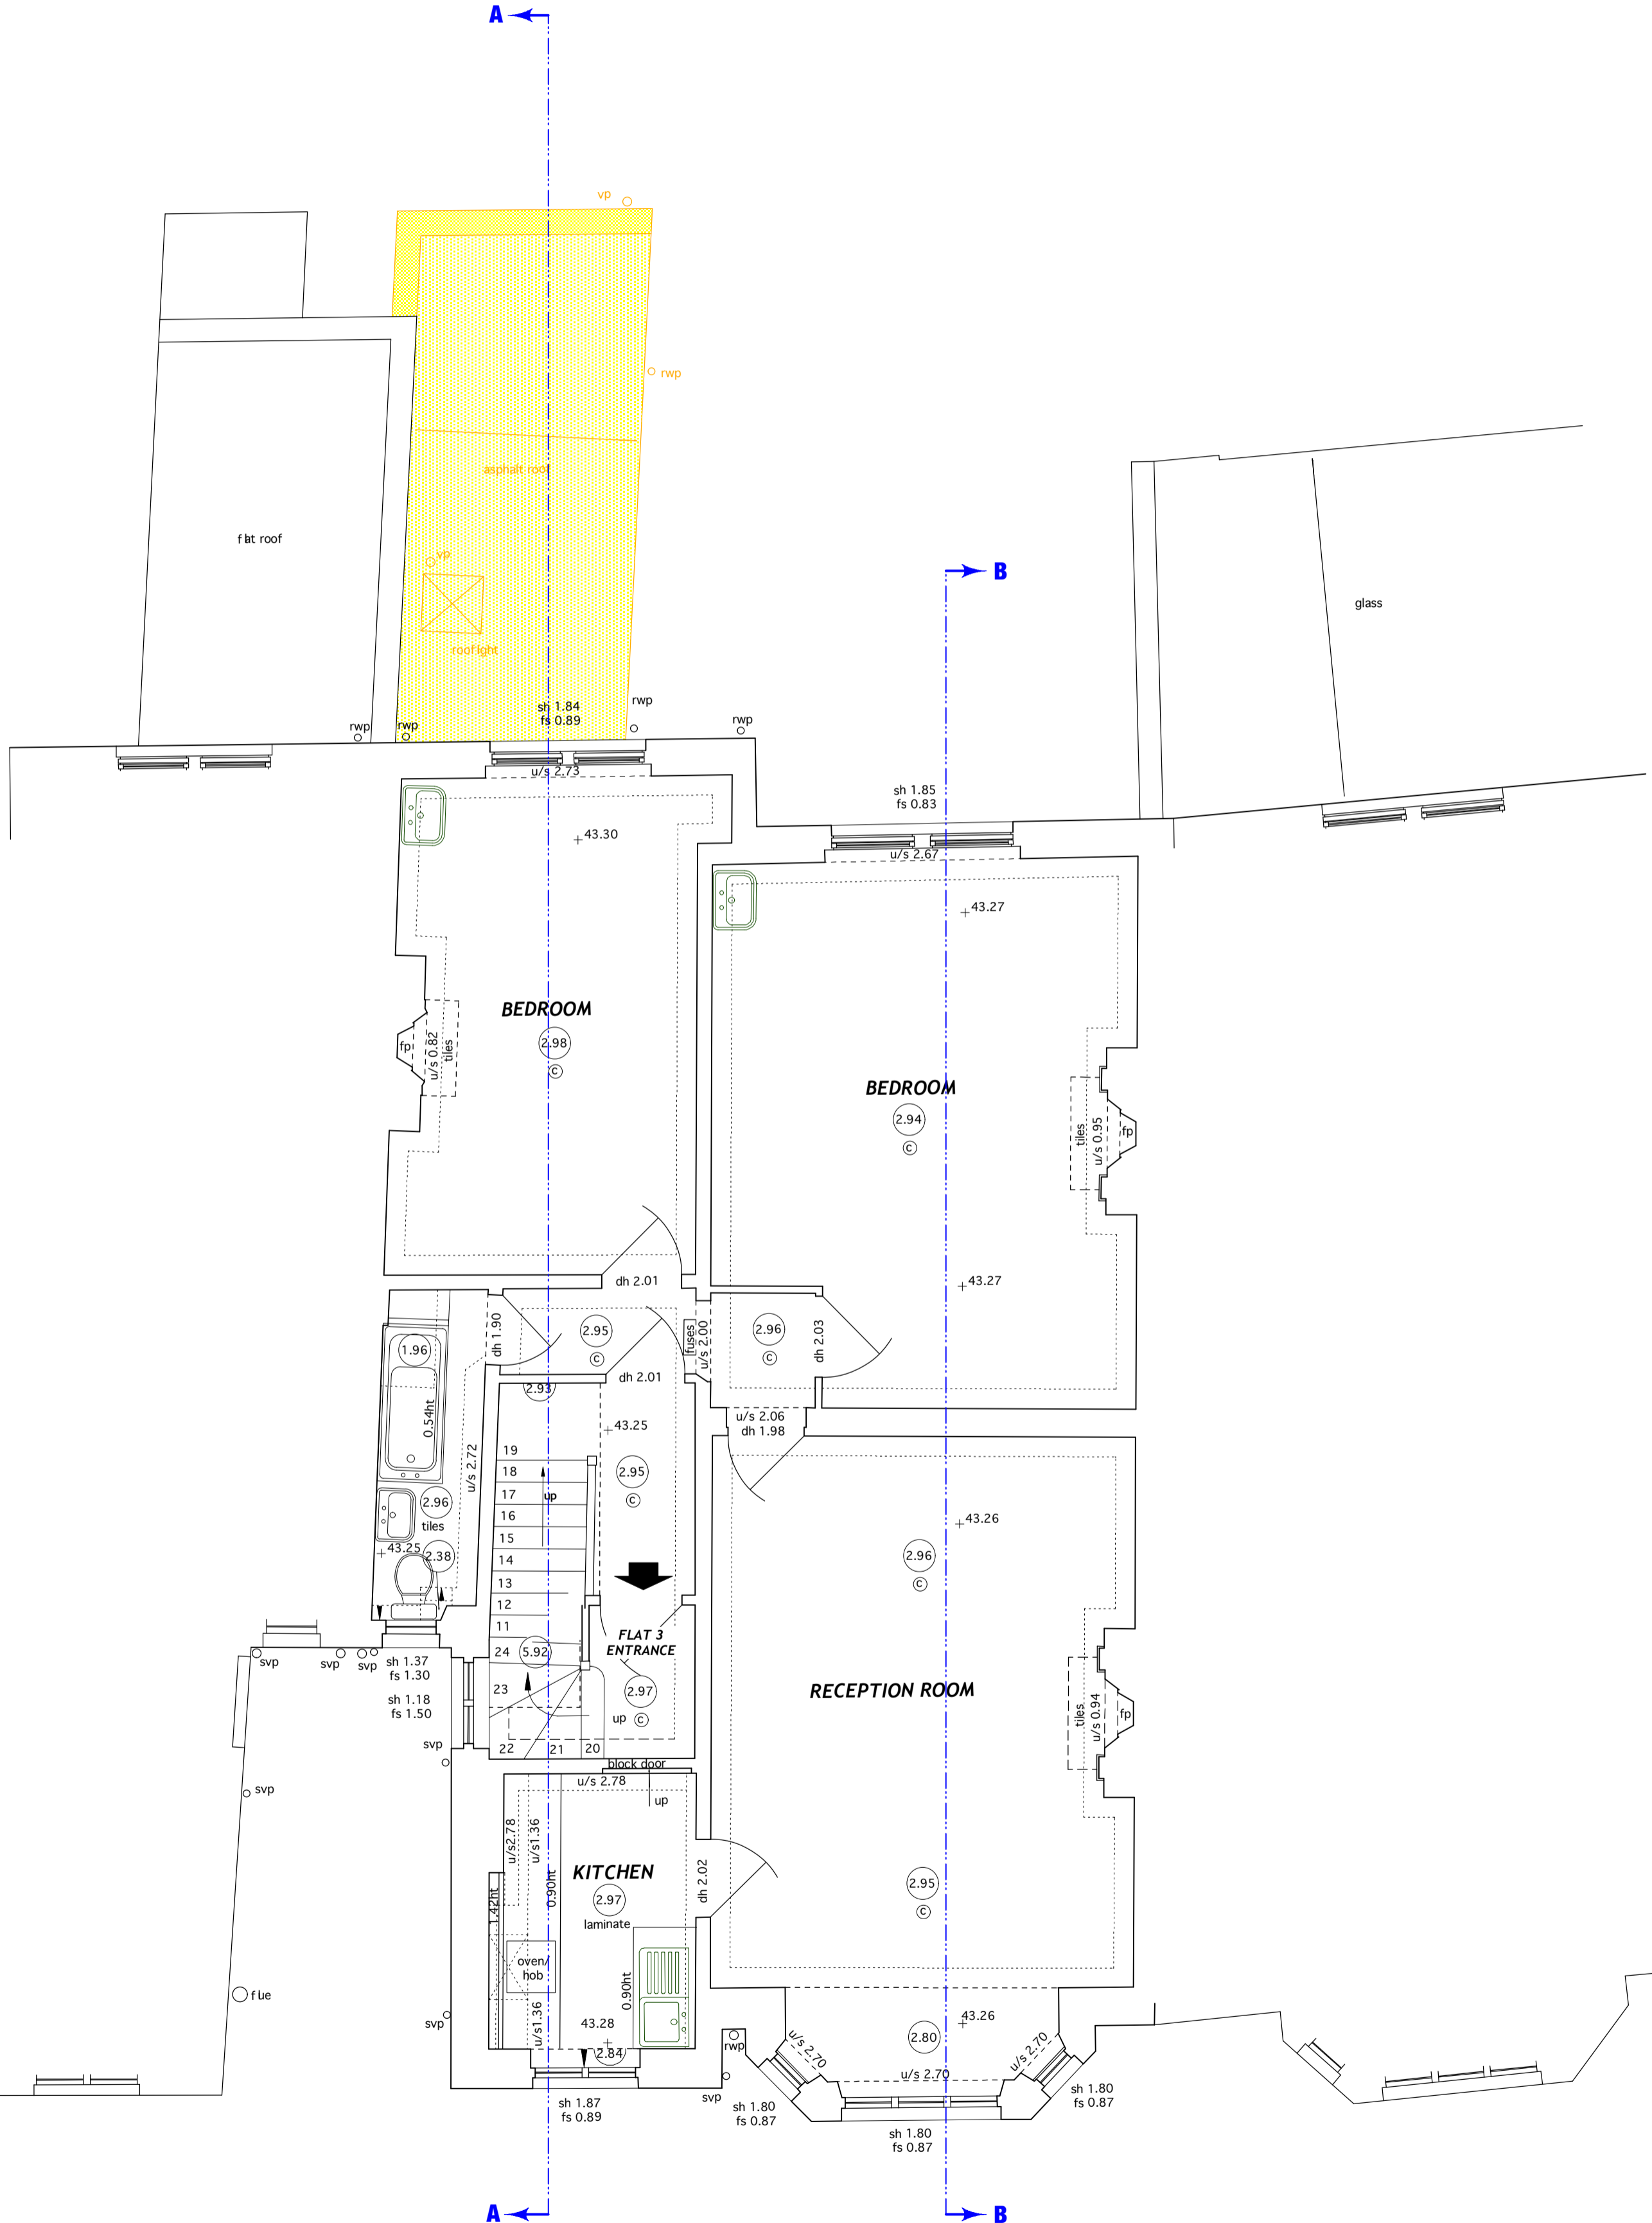 A
vp
rwp
asphalt roof
flat roof
B
vp
glass
roof light
sh 1.84
fs 0.89
rwp
rwp
rwp
rwp
u/s 2.73
sh 1.85
fs 0.83
u/s 2.67
43.30
43.27
BEDROOM
2.98
c
fp
u/s 0.82
tiles
BEDROOM
2.94
c
tiles
u/s 0.95
fp
43.27
dh 2.01
dh 1.90
2.95
c
fuses
u/s 2.00
2.96
c
dh 2.03
1.96
0.54ht
dh 2.01
2.93
43.25
u/s 2.06
dh 1.98
u/s 2.72
19
18
17
16
15
14
13
12
11
up
2.95
c
2.96
tiles
43.25
2.38
43.26
2.96
c
FLAT 3
ENTRANCE
24
5.92
23
22
21
20
2.97
up
c
svp
svp
svp
sh 1.37
fs 1.30
sh 1.18
fs 1.50
svp
svp
RECEPTION ROOM
tiles
u/s 0.94
fp
block door
u/s 2.78
up
u/s2.78
u/s1.36
KITCHEN
2.97
laminate
0.90ht
1.42ht
dh 2.02
2.95
c
oven/
hob
0.90ht
u/s1.36
43.28
2.84
flue
svp
rwp
svp
43.26
2.80
u/s 2.70
u/s 2.70
u/s 2.70
sh 1.87
fs 0.89
sh 1.80
fs 0.87
sh 1.80
fs 0.87
sh 1.80
fs 0.87
A
B